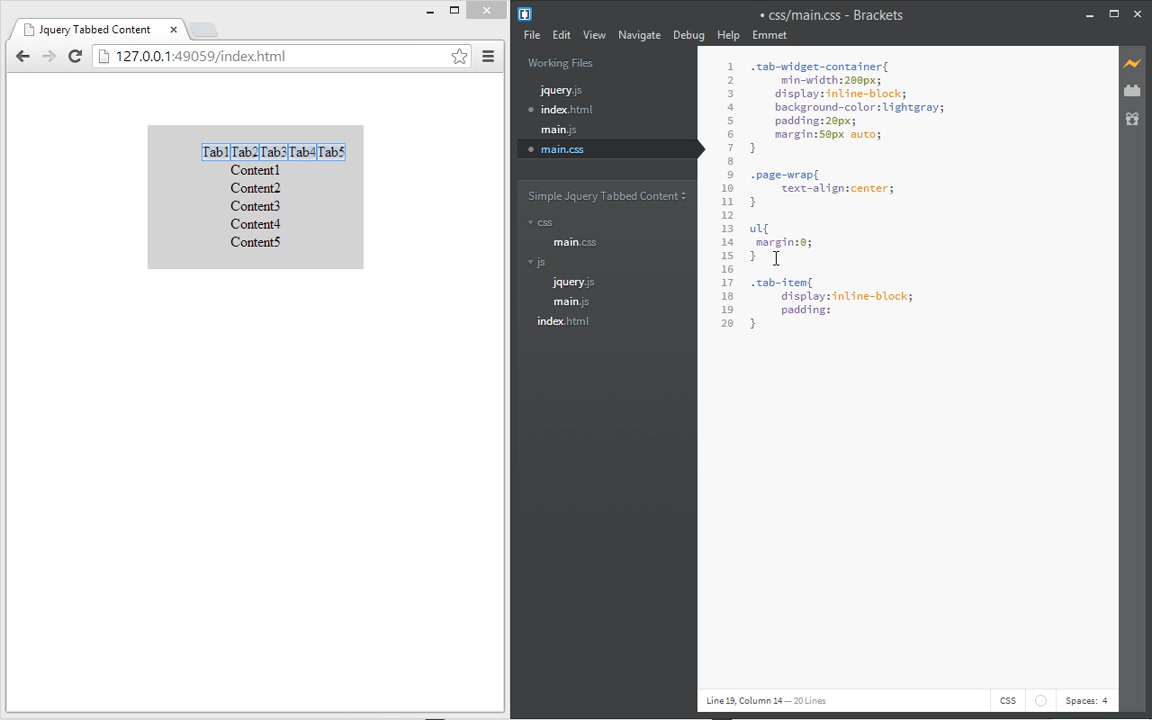 Jquery Tabbed Content
127.0.0.1:49059/index.html
Tab1Tab2Tab3Tab4Tab5
Content1
Content2
Content3
Content4
Content5
• css/main.css - Brackets
File Edit View Navigate Debug Help Emmet
Working Files
jquery.js
index.html
main.js
main.css
Simple Jquery Tabbed Content
css
main.css
js
jquery.js
main.js
index.html
1 .tab-widget-container{
2 min-width:200px;
3 display:inline-block;
4 background-color:lightgray;
5 padding:20px;
6 margin:50px auto;
7 }
8
9 .page-wrap{
10 text-align:center;
11 }
12
13 ul{
14 margin:0;
15 }
16
17 .tab-item{
18 display:inline-block;
19 padding:
20 }
Line 19, Column 14 — 20 Lines
CSS
Spaces: 4